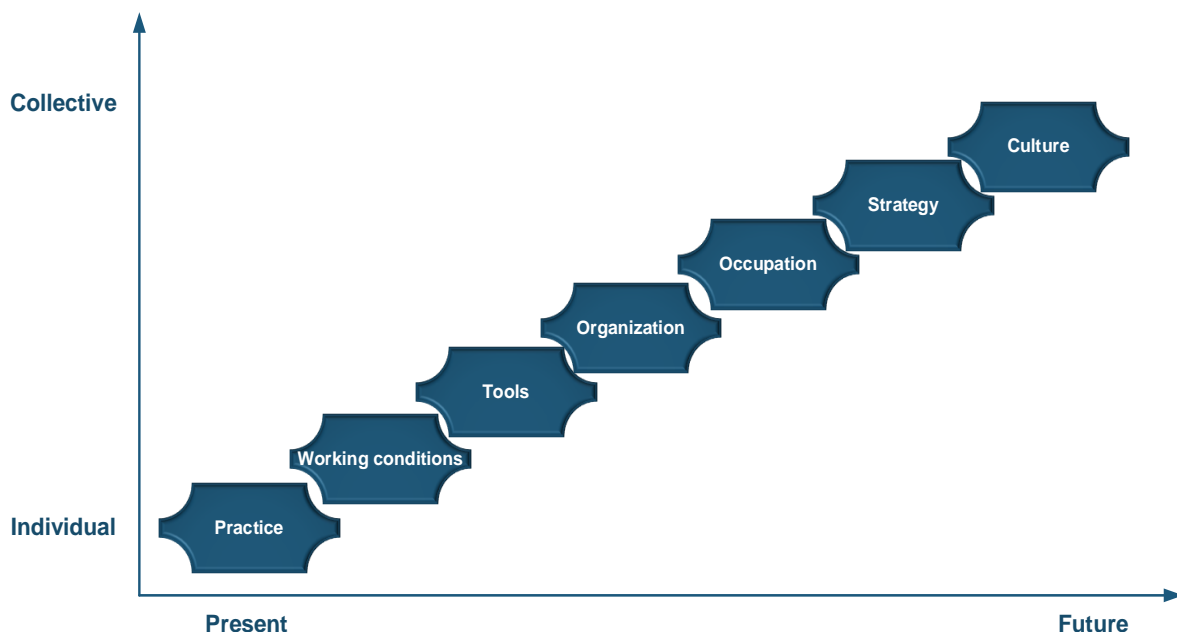 Collective
Culture
Strategy
Occupation
Organization
Tools
Working conditions
Practice
Individual
Present
Future